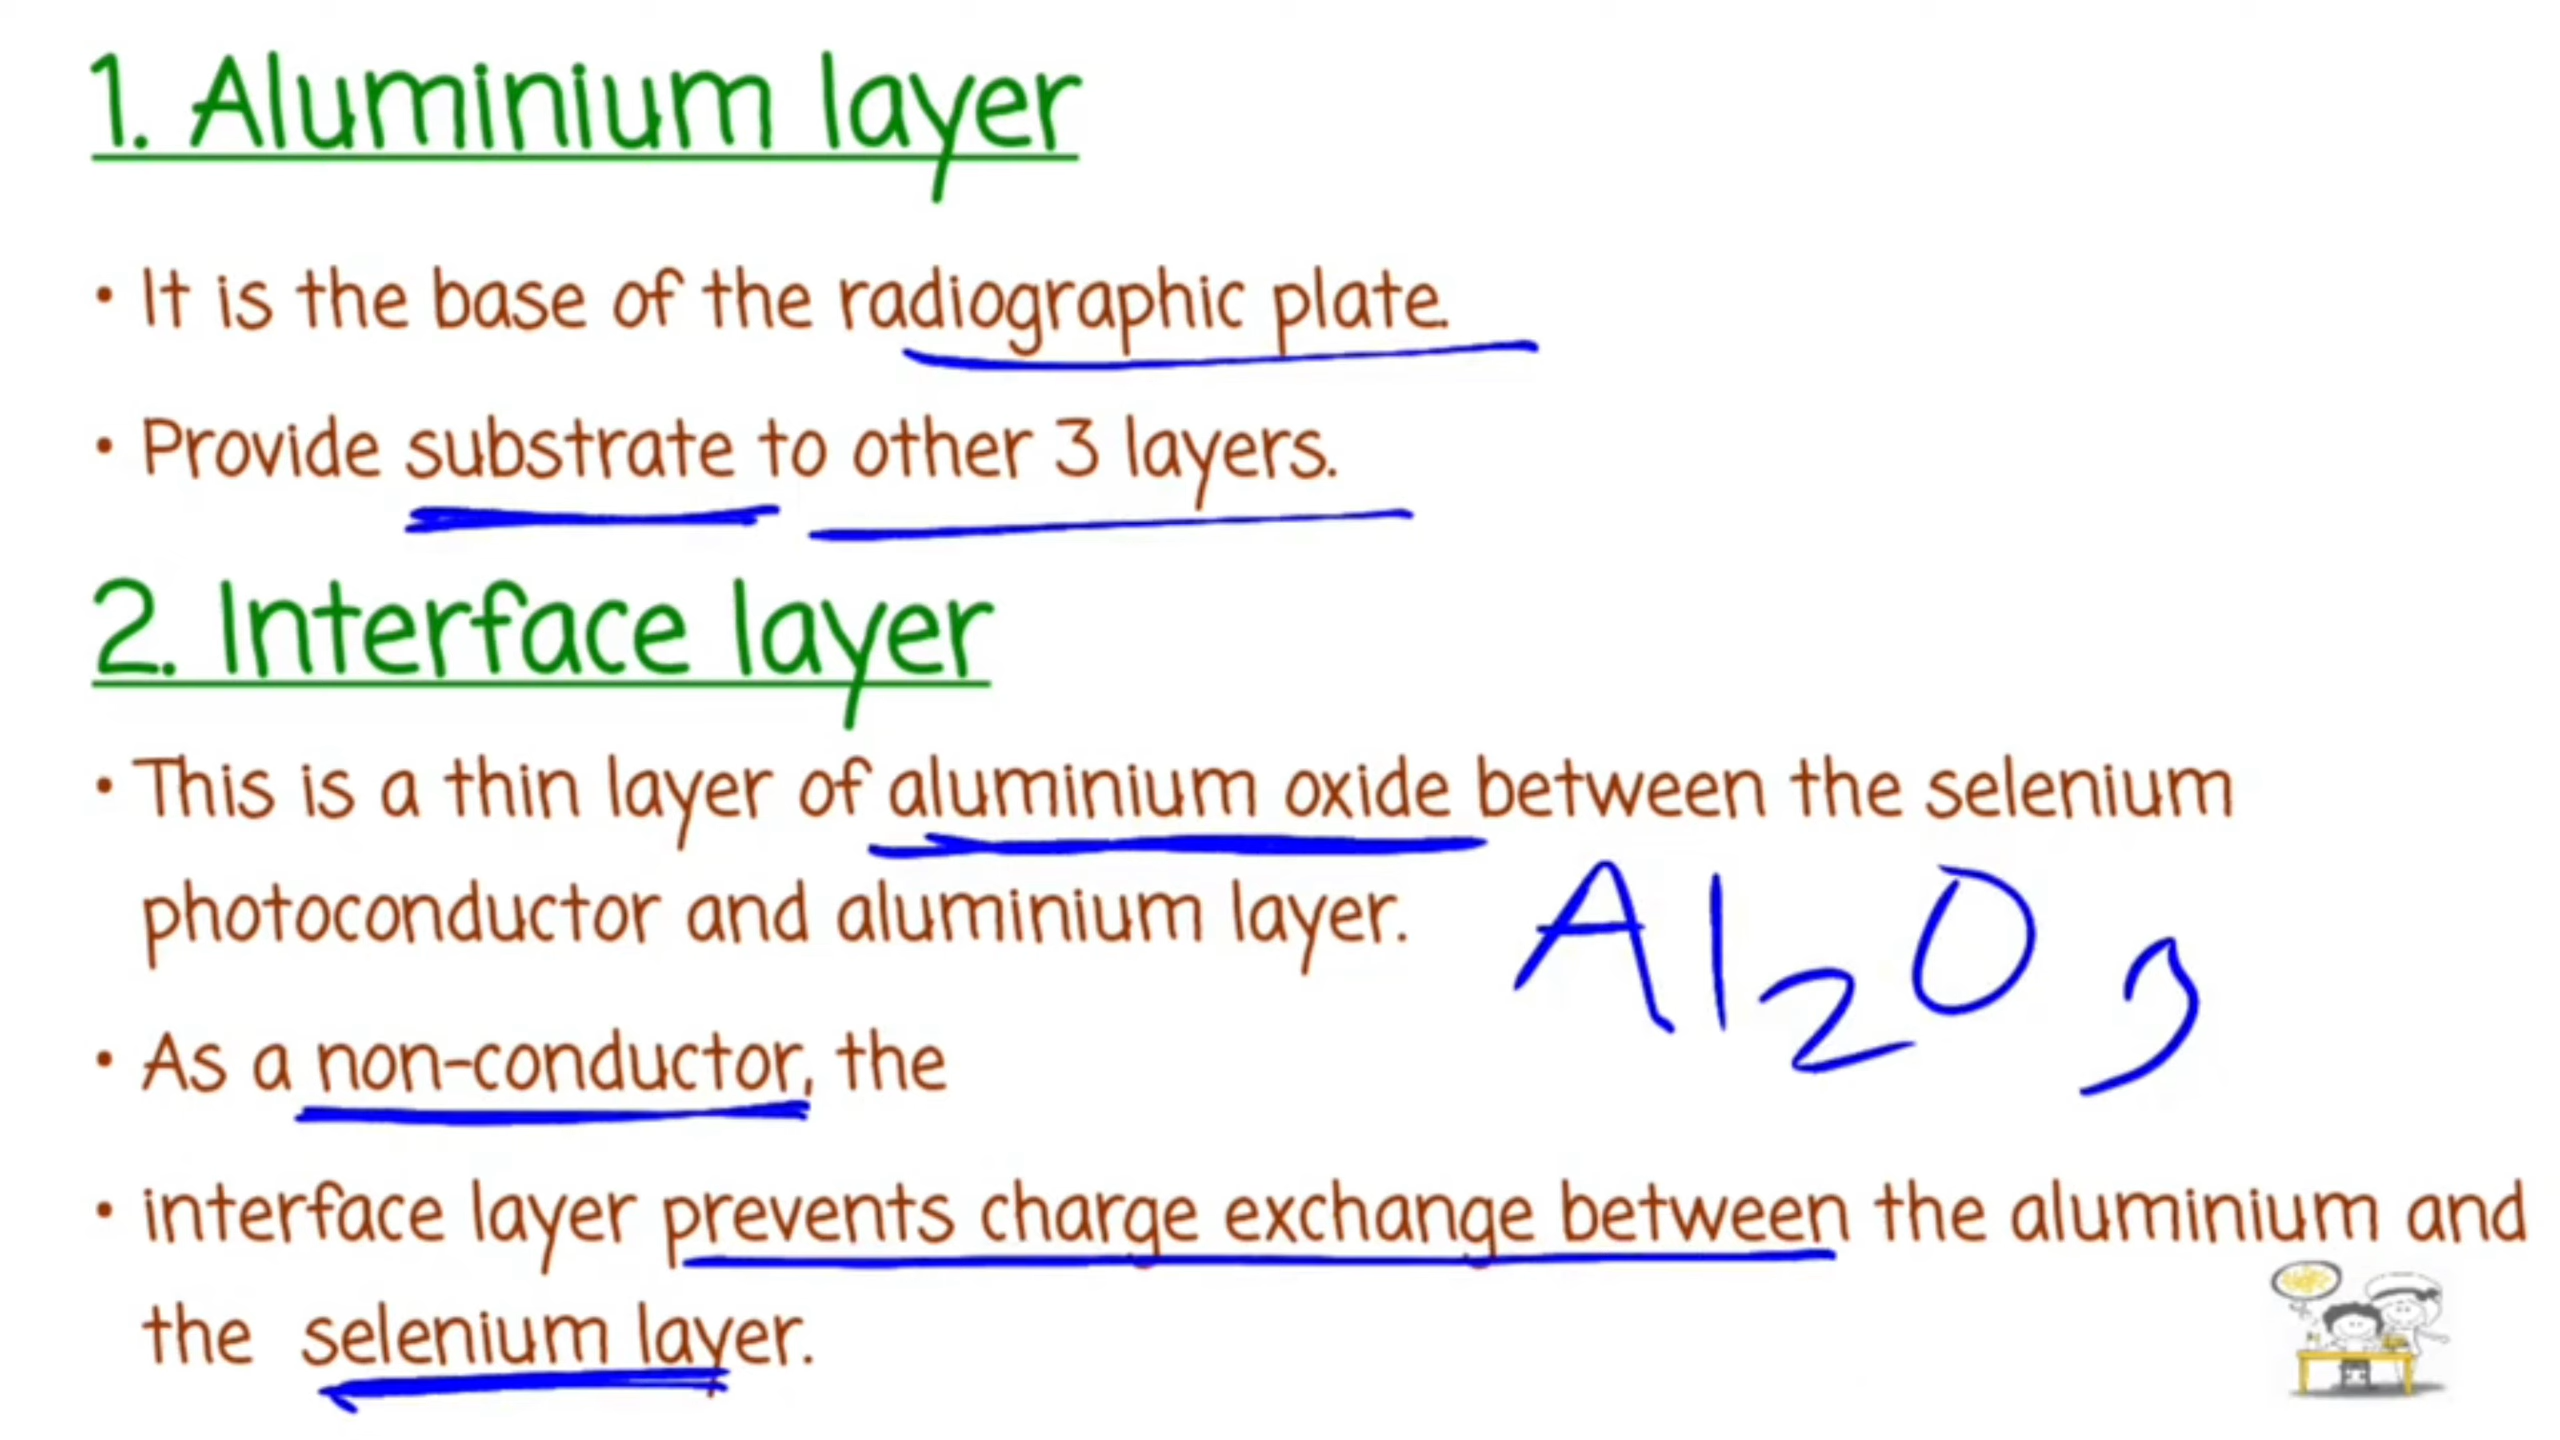 1. Aluminium layer
• It is the base of the radiographic plate.
• Provide substrate to other 3 layers.
2. Interface layer
• This is a thin layer of aluminium oxide between the selenium
photoconductor and aluminium layer.
Al2O3
• As a non-conductor, the
• interface layer prevents charge exchange between the aluminium and
the selenium layer.